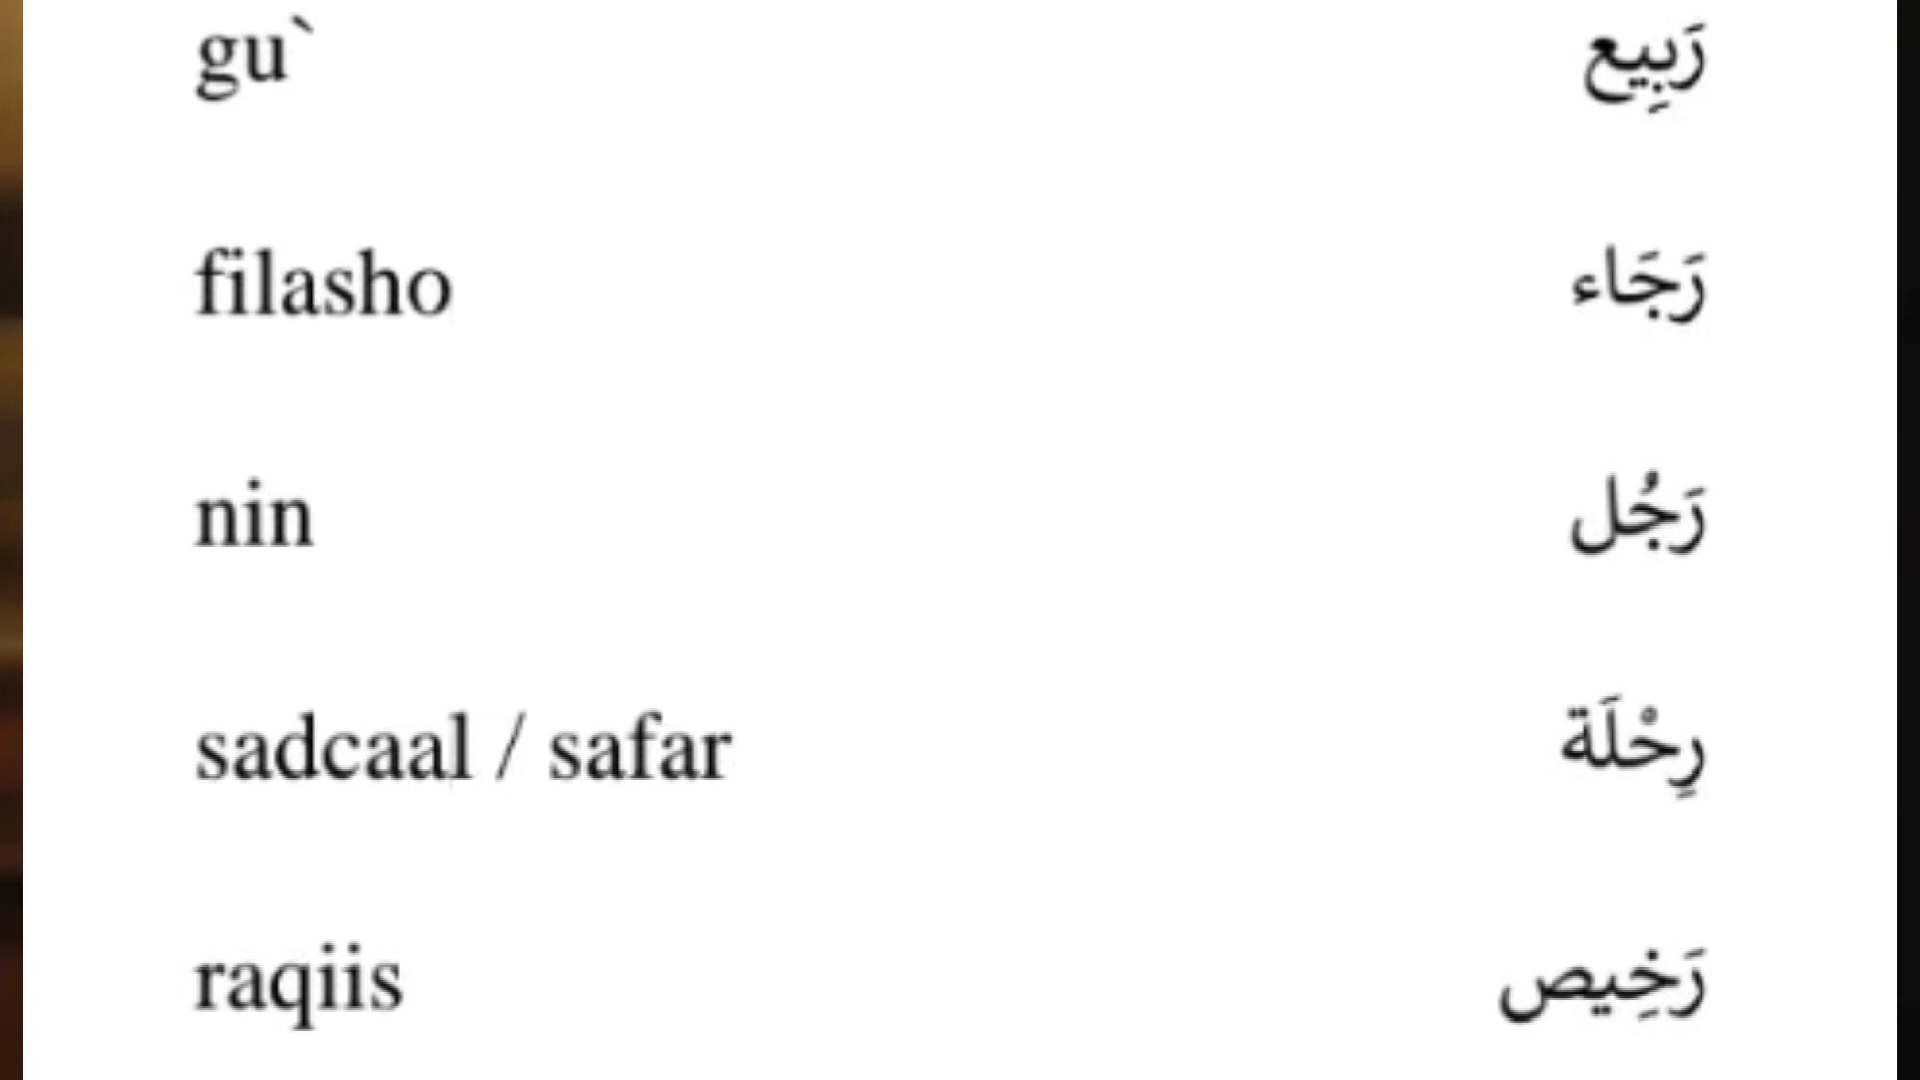 gu` رَبِيع
filasho رَجَاء
nin رَجُل
sadcaal / safar رِحْلَة
raqiis رَخِيص